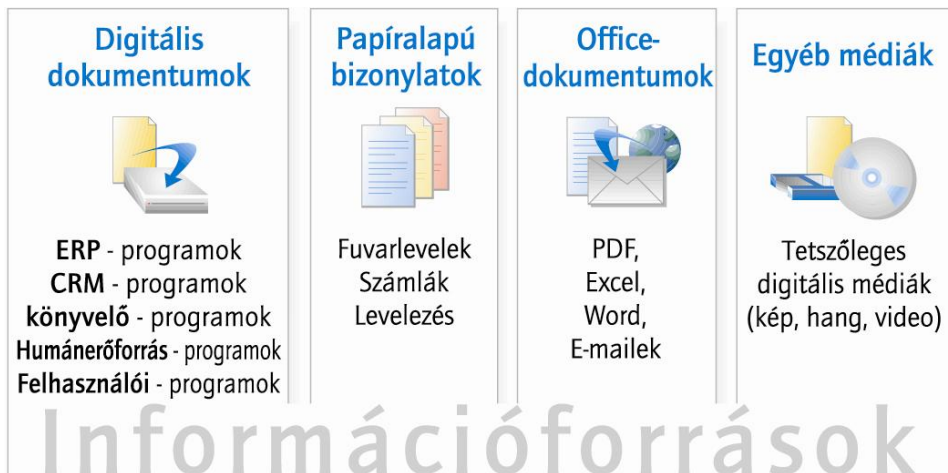 Digitális
dokumentumok
ERP - programok
CRM - programok
könyvelő - programok
Humánerőforrás - programok
Felhasználói - programok
Papíralapú
bizonylatok
Fuvarlevelek
Számlák
Levelezés
Office-
dokumentumok
PDF,
Excel,
Word,
E-mailek
Egyéb médiák
Tetszőleges
digitális médiák
(kép, hang, video)
Információforrások